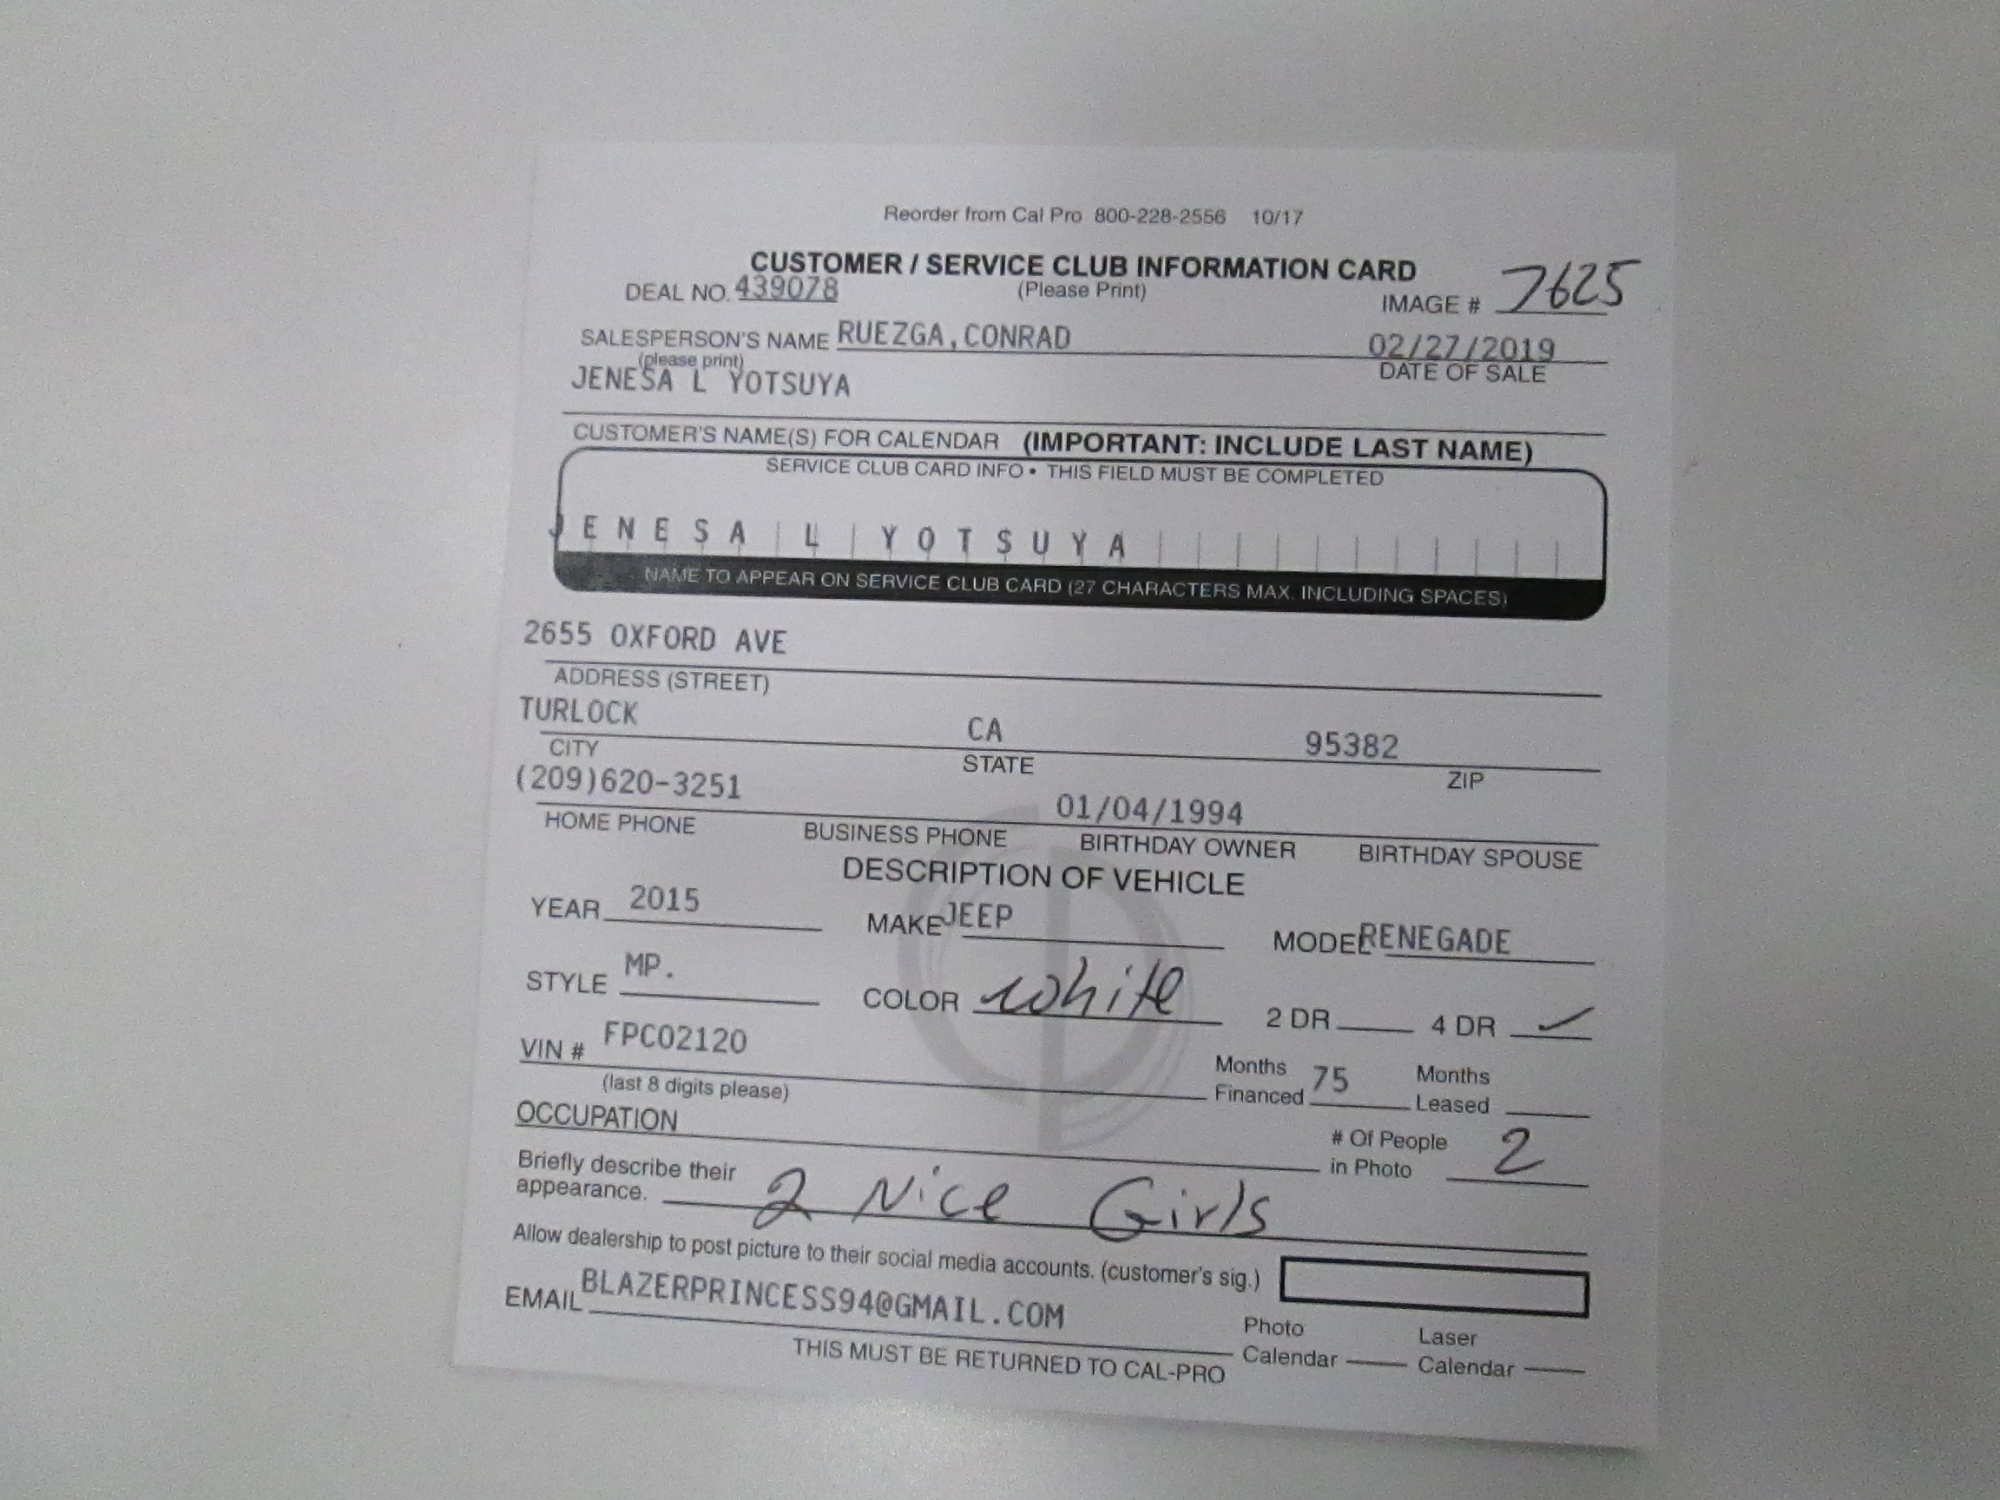 Reorder from Cal Pro 800-228-2556 10/17
CUSTOMER / SERVICE CLUB INFORMATION CARD
DEAL NO. 439078 (Please Print) IMAGE # 7625
SALESPERSON'S NAME RUEZGA,CONRAD 02/27/2019
(please print) DATE OF SALE
JENESA L YOTSUYA
CUSTOMER'S NAME(S) FOR CALENDAR (IMPORTANT: INCLUDE LAST NAME)
SERVICE CLUB CARD INFO • THIS FIELD MUST BE COMPLETED
JENESA L YOTSUYA
NAME TO APPEAR ON SERVICE CLUB CARD (27 CHARACTERS MAX. INCLUDING SPACES)
2655 OXFORD AVE
ADDRESS (STREET)
TURLOCK CA 95382
CITY STATE ZIP
(209)620-3251 01/04/1994
HOME PHONE BUSINESS PHONE BIRTHDAY OWNER BIRTHDAY SPOUSE
DESCRIPTION OF VEHICLE
YEAR 2015 MAKE JEEP MODEL RENEGADE
STYLE MP. COLOR White 2 DR 4 DR ✓
VIN # FPC02120 Months Financed 75 Months Leased
(last 8 digits please)
OCCUPATION # Of People in Photo 2
Briefly describe their appearance. 2 Nice Girls
Allow dealership to post picture to their social media accounts. (customer's sig.)
EMAIL BLAZERPRINCESS94@GMAIL.COM Photo Calendar Laser Calendar
THIS MUST BE RETURNED TO CAL-PRO